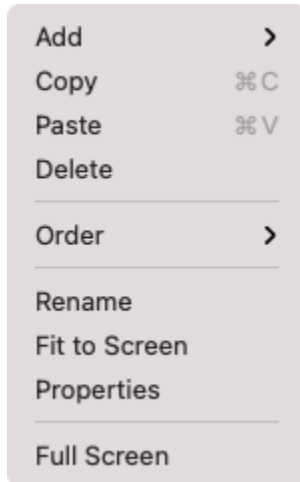 Add
Copy ⌘C
Paste ⌘V
Delete
Order
Rename
Fit to Screen
Properties
Full Screen